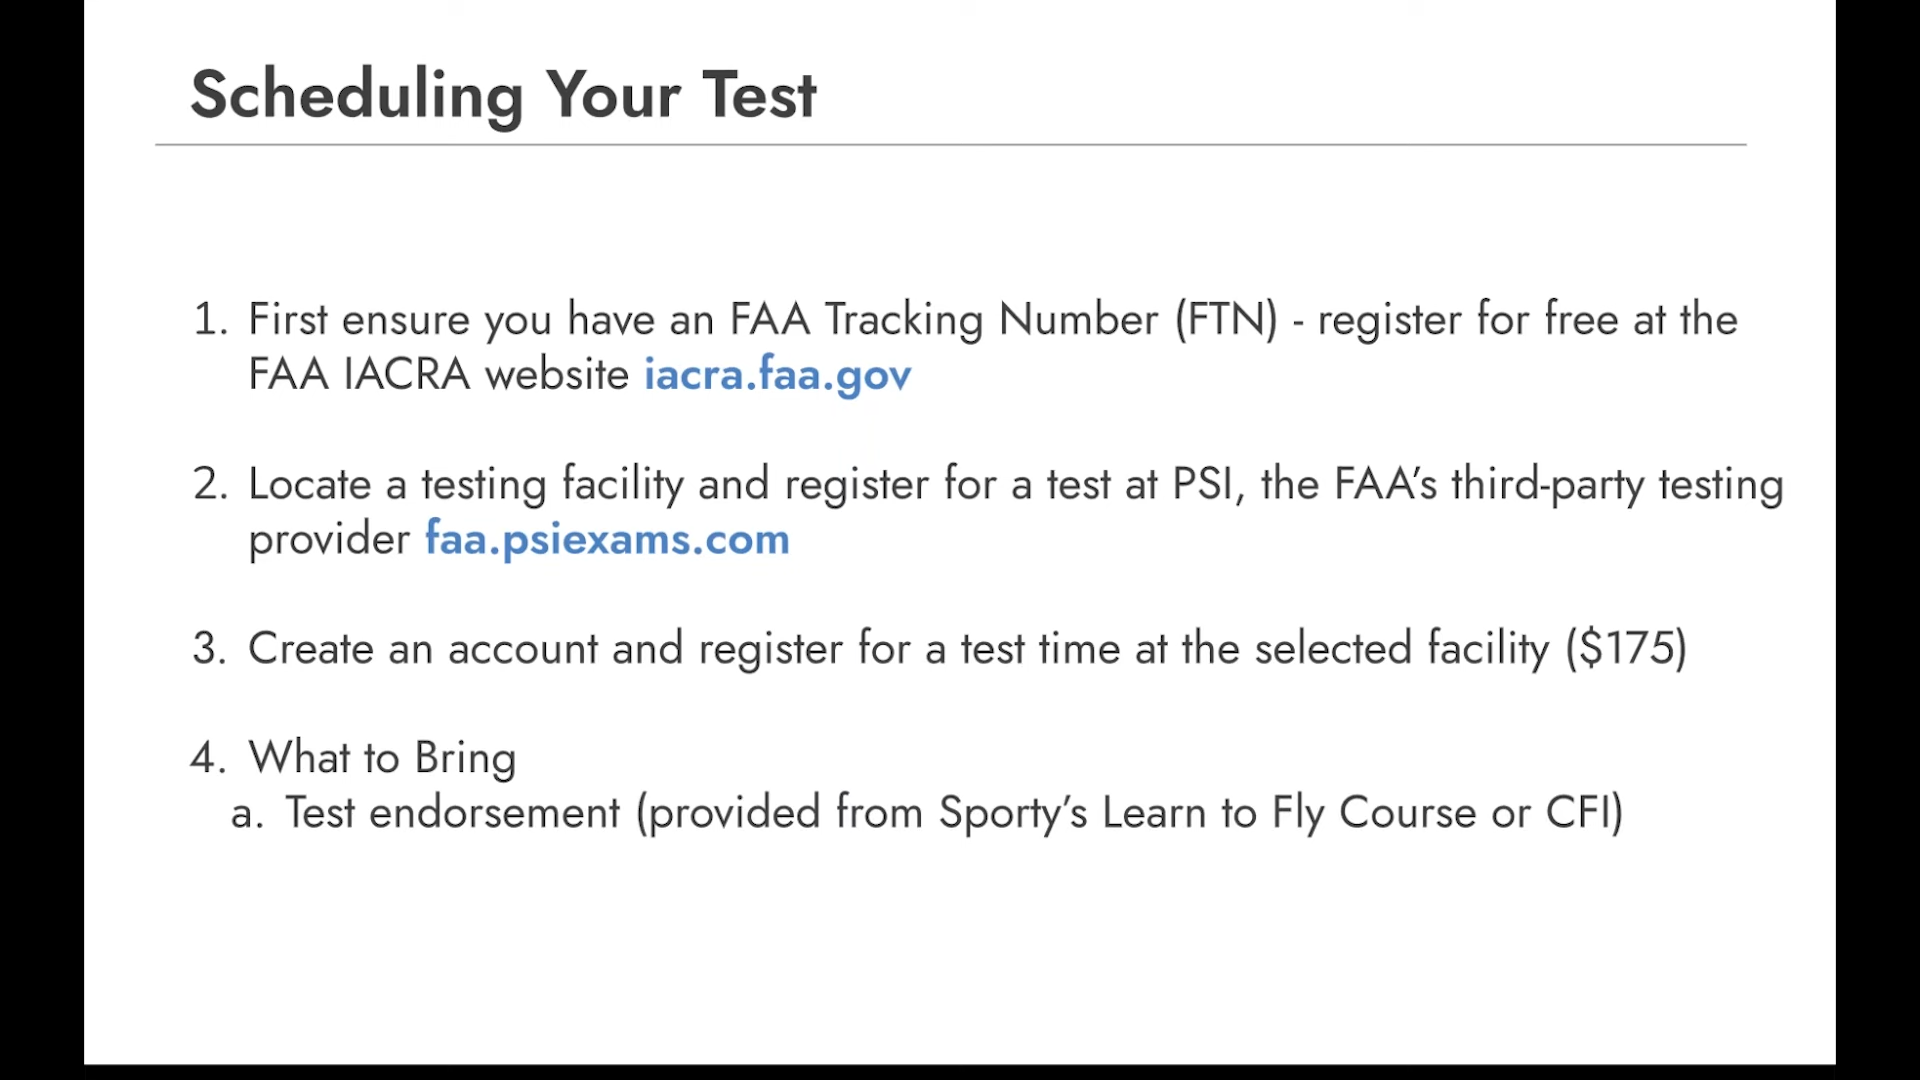 Scheduling Your Test
1. First ensure you have an FAA Tracking Number (FTN) - register for free at the
FAA IACRA website iacra.faa.gov
2. Locate a testing facility and register for a test at PSI, the FAA’s third-party testing
provider faa.psiexams.com
3. Create an account and register for a test time at the selected facility ($175)
4. What to Bring
a. Test endorsement (provided from Sporty’s Learn to Fly Course or CFI)